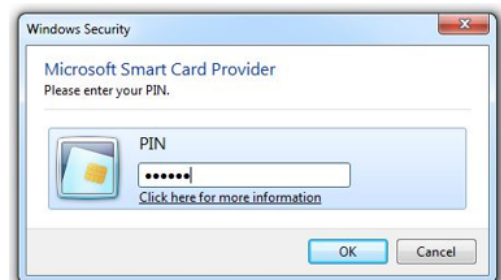 Windows Security
Microsoft Smart Card Provider
Please enter your PIN.
PIN
••••••
Click here for more information
OK Cancel